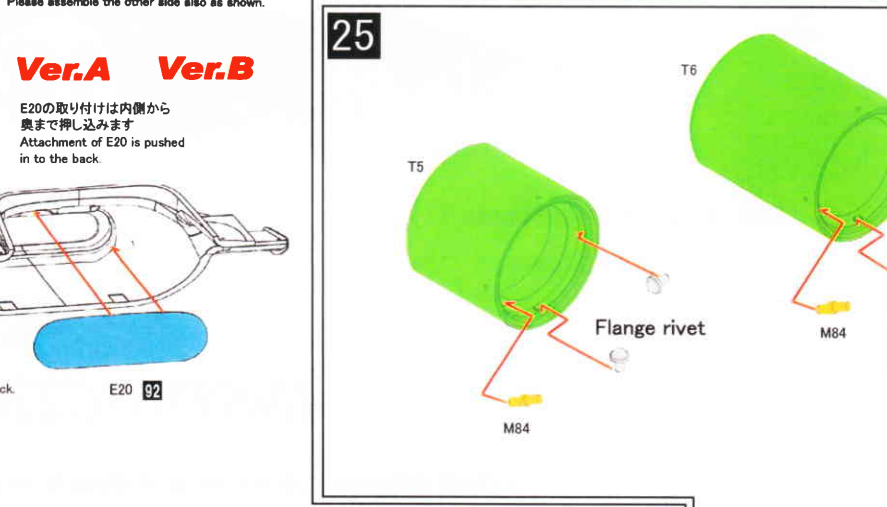 Please assemble the other side also as shown.
Ver.A Ver.B
E20の取り付けは内側から
奥まで押し込みます
Attachment of E20 is pushed
in to the back.
ck.
E20 92
25
T6
T5
Flange rivet
M84
M84